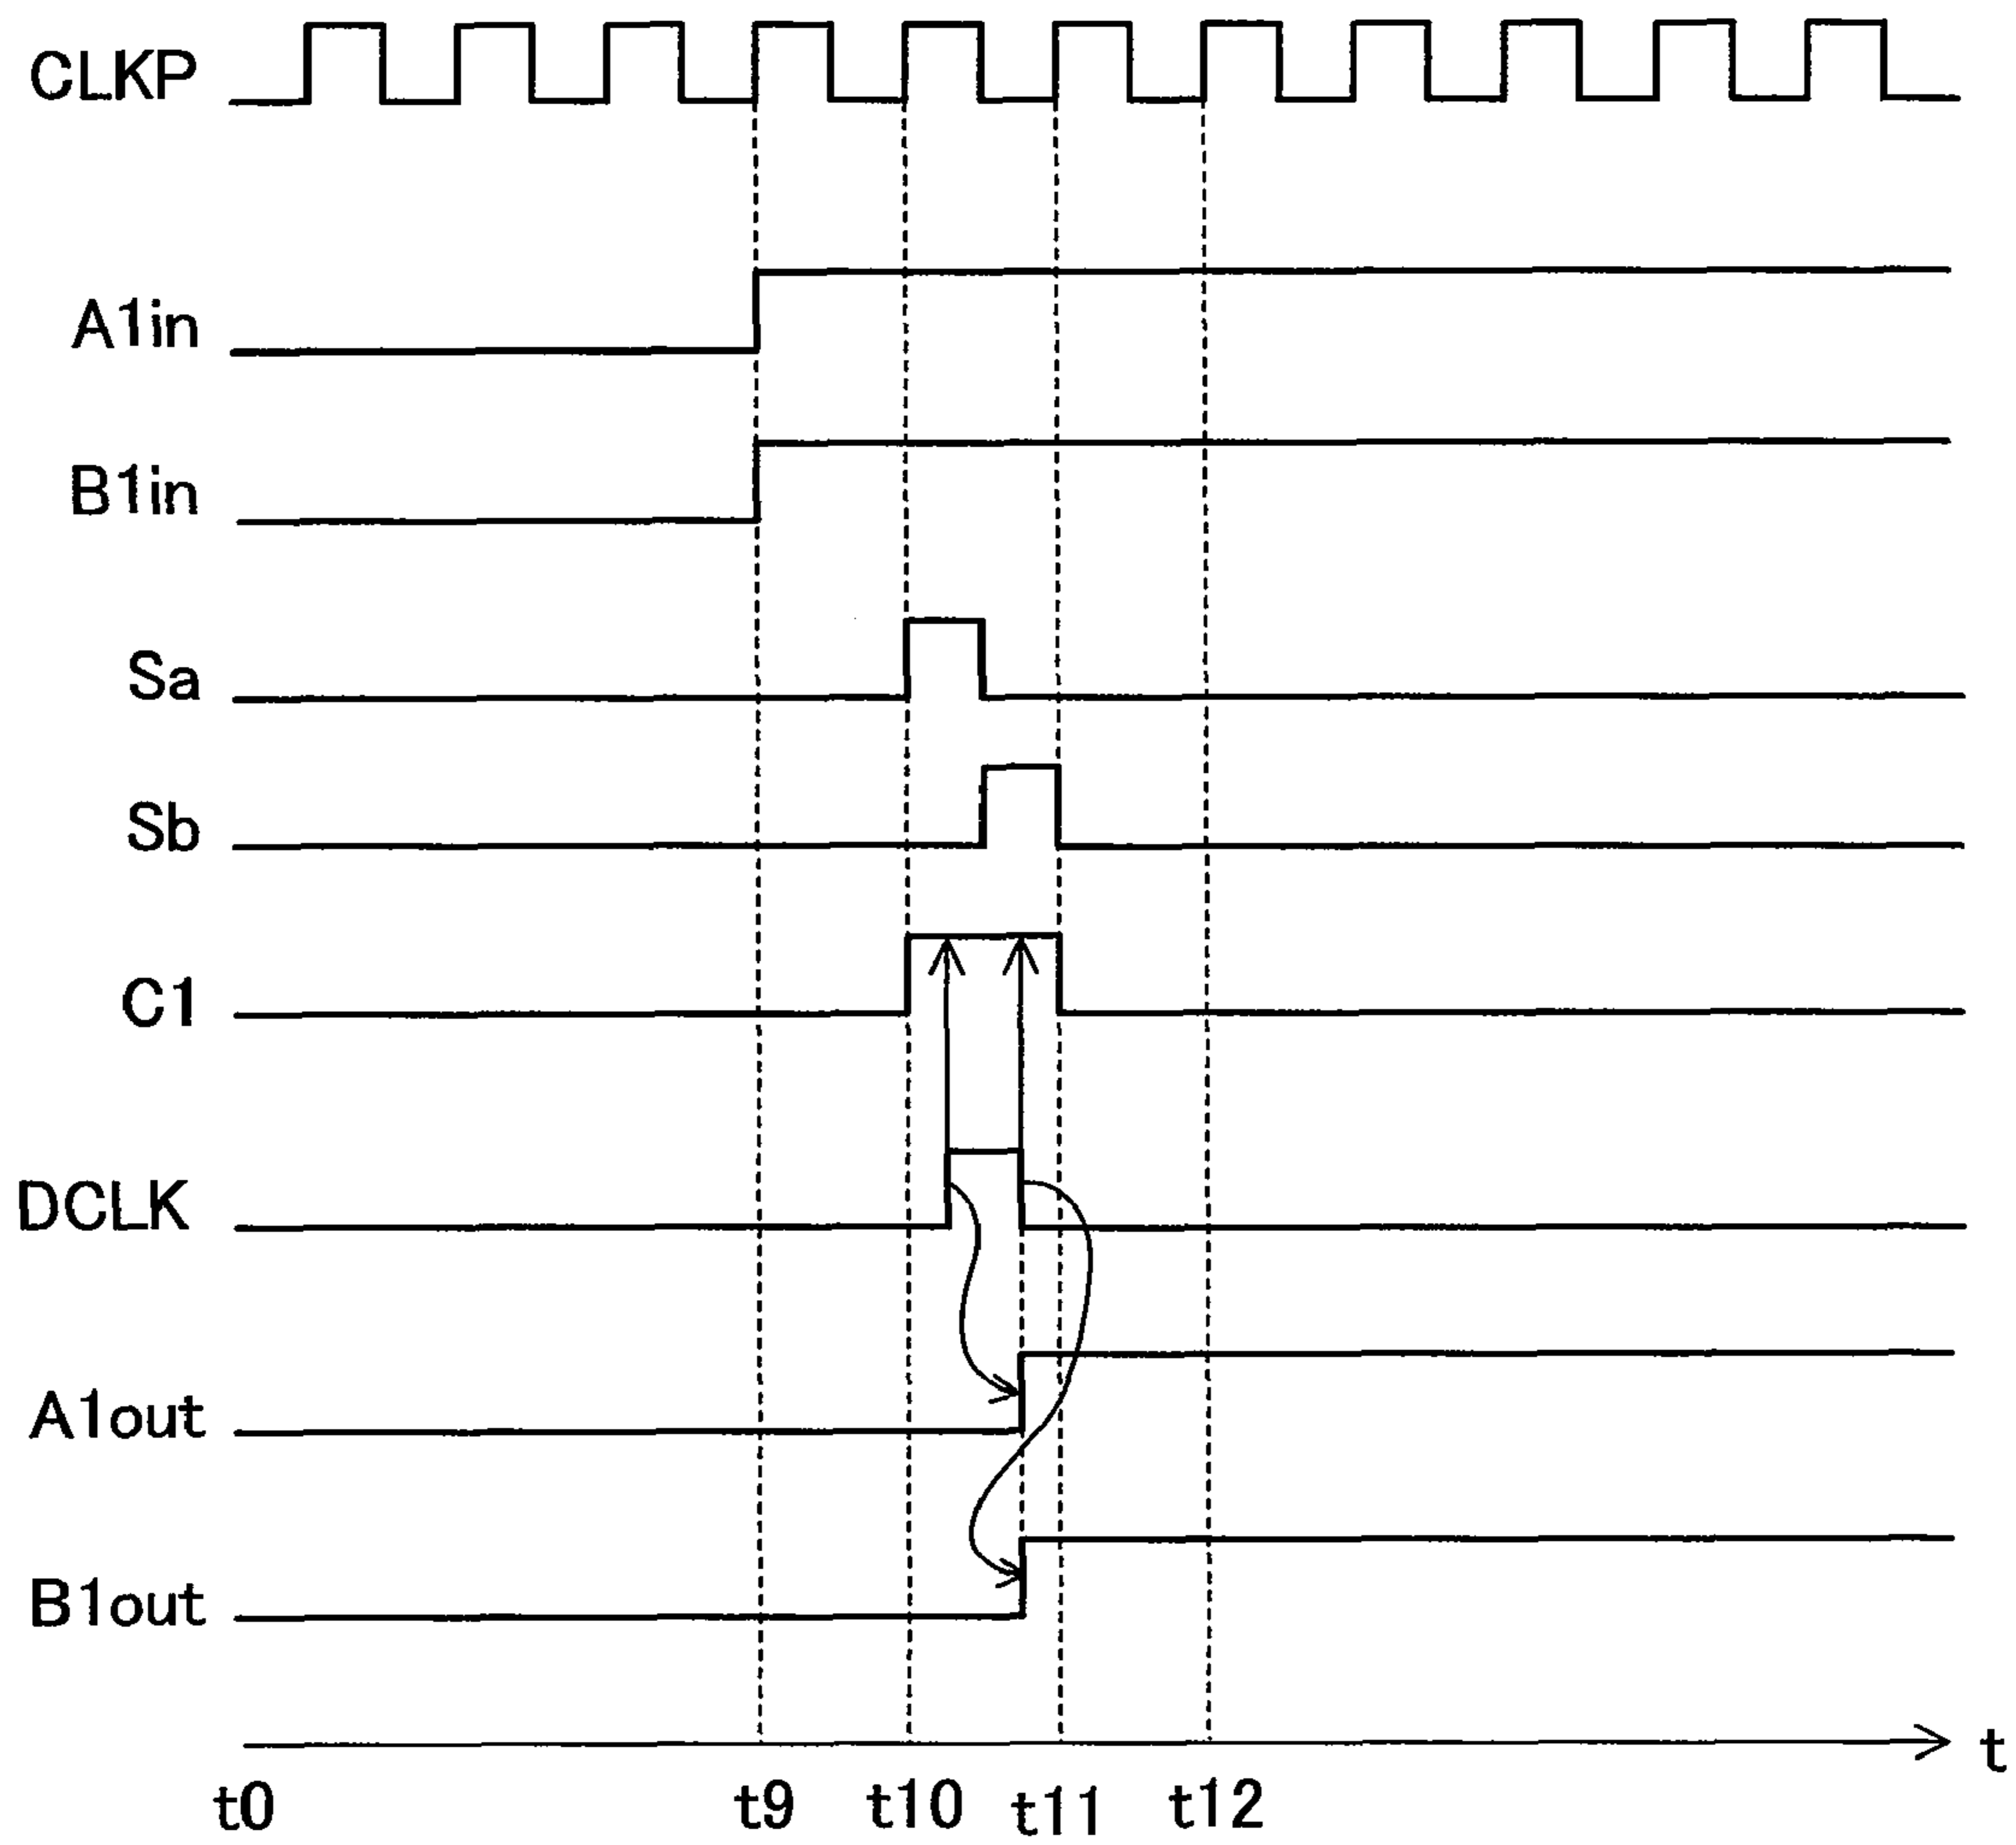 CLKP
A1in
B1in
Sa
Sb
C1
DCLK
A1out
B1out
t
t0 t9 t10 t11 t12